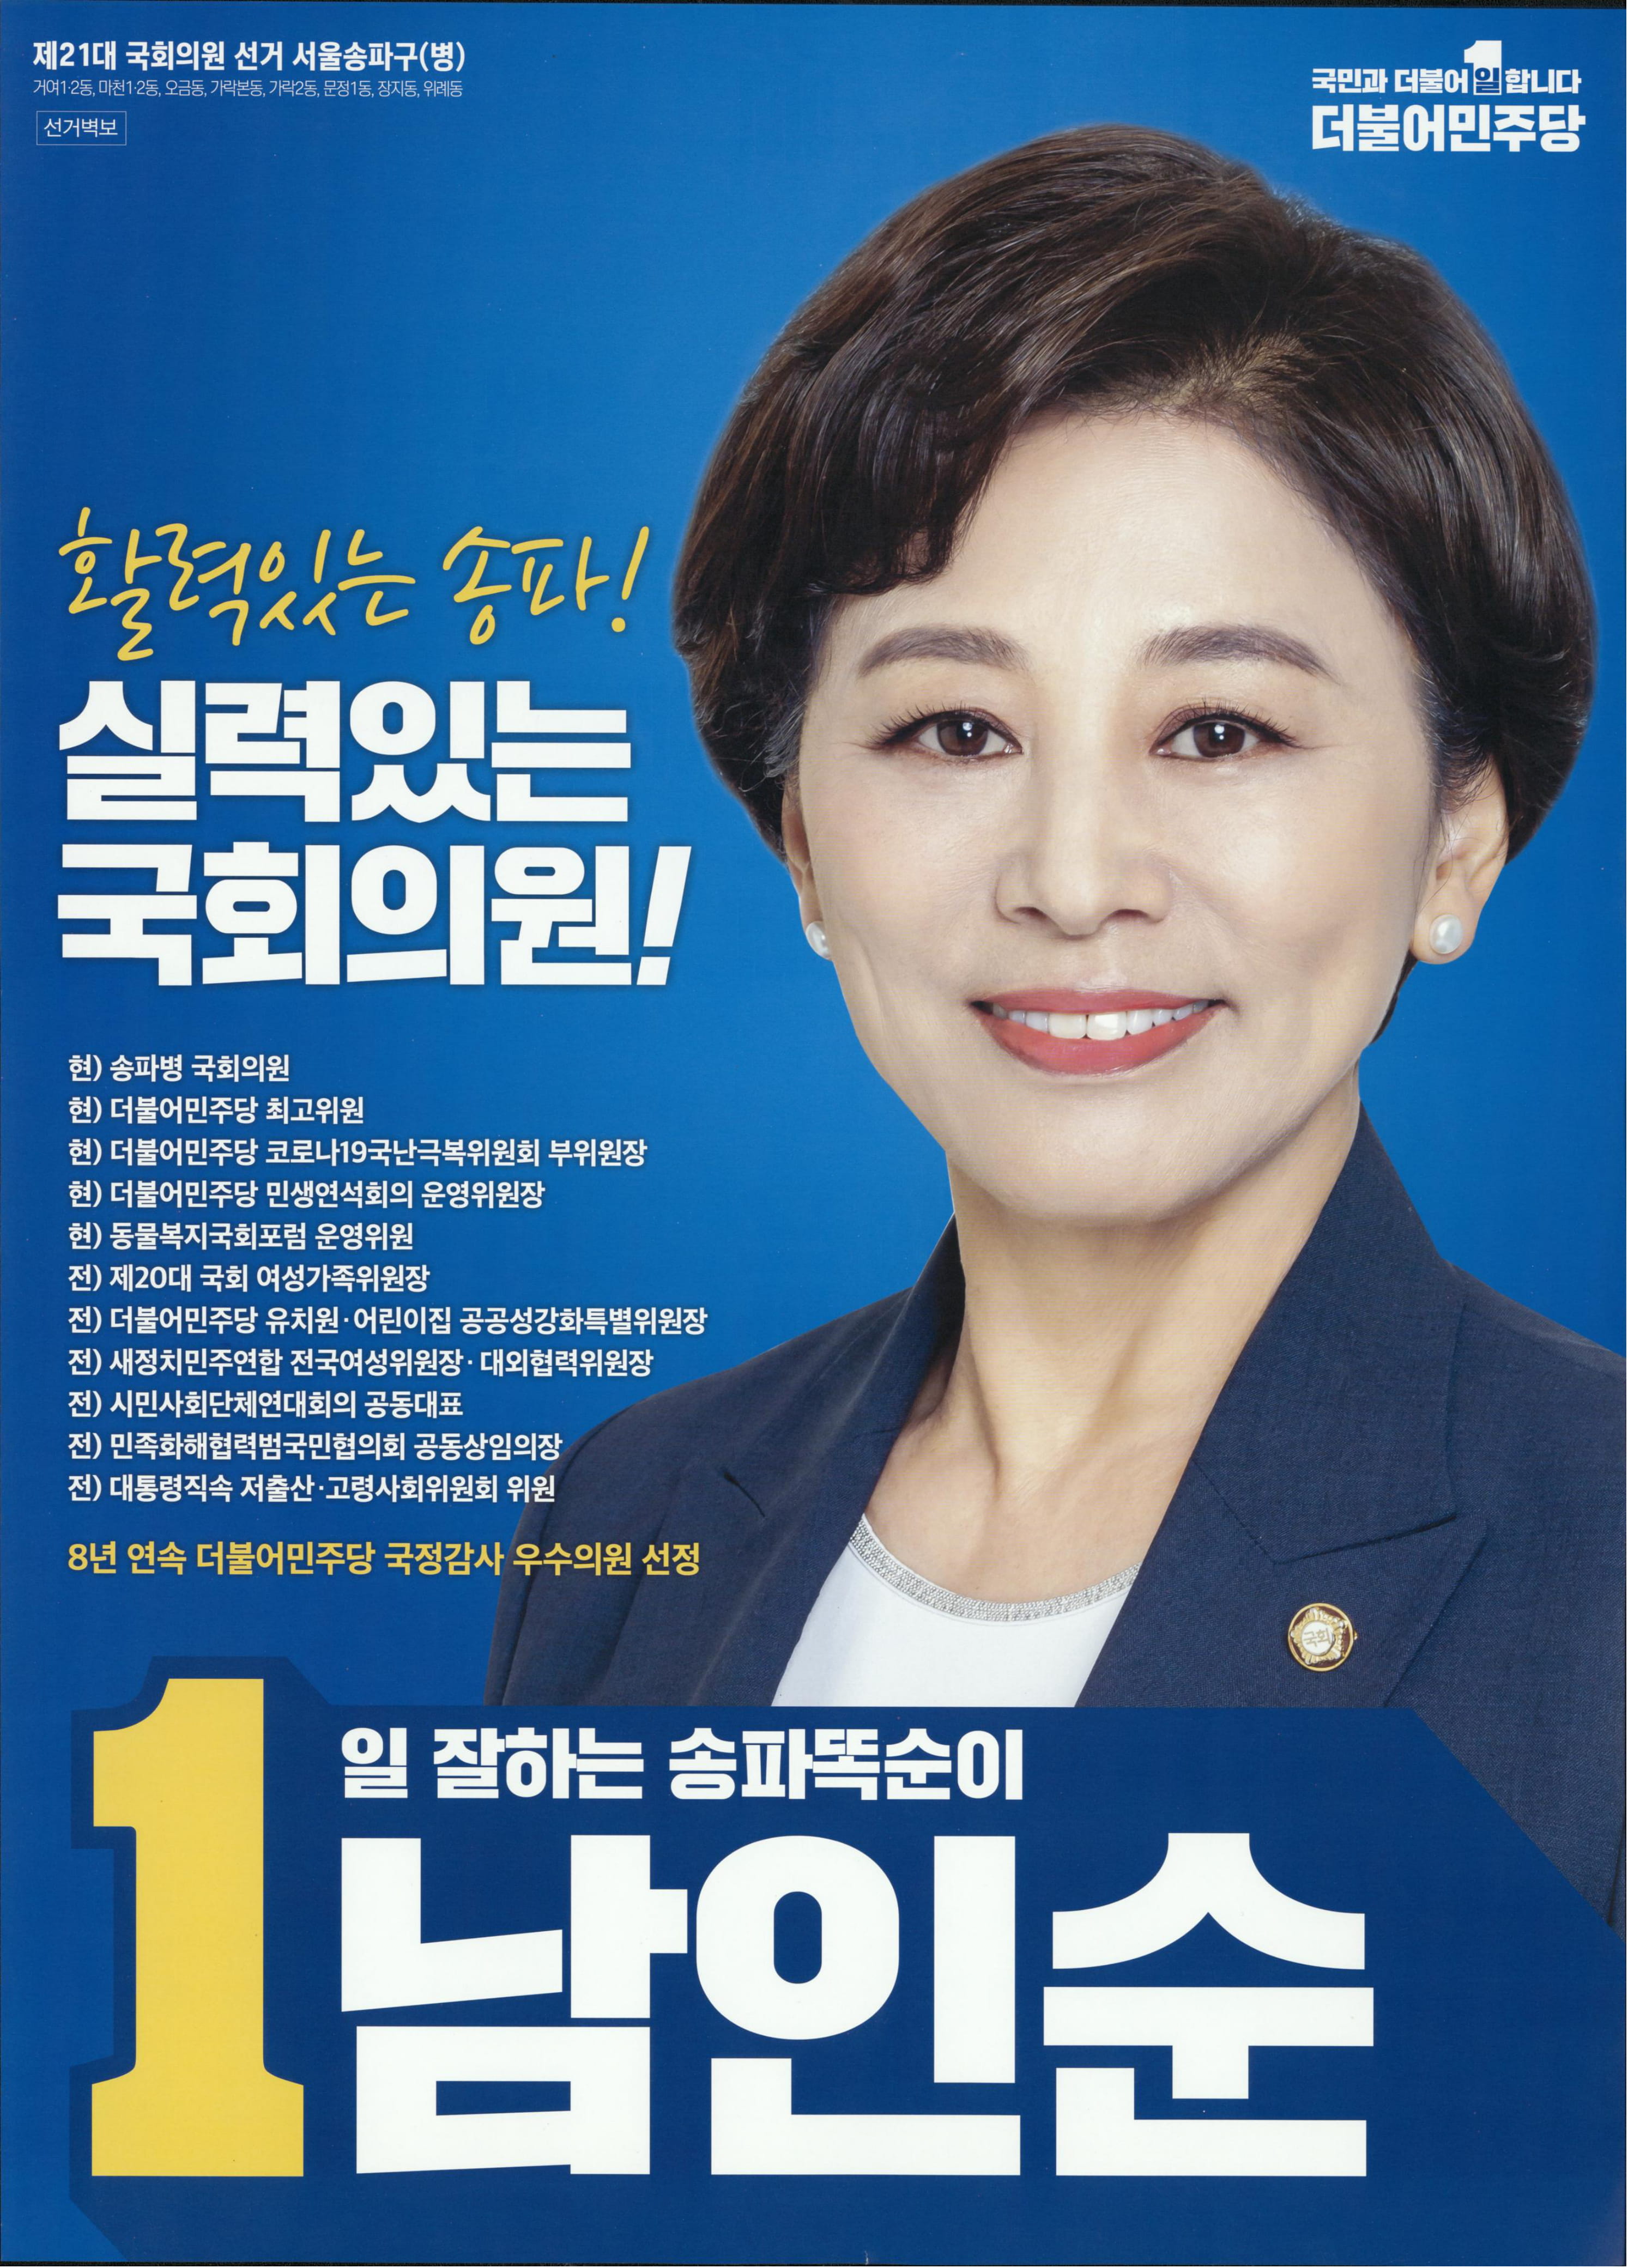 제21대 국회의원 선거 서울송파구(병)
거여1·2동, 마천1·2동, 오금동, 가락본동, 가락2동, 문정1동, 장지동, 위례동
선거벽보
1
국민과 더불어 일합니다
더불어민주당
활력있는 송파!
실력있는
국회의원!
현) 송파병 국회의원
현) 더불어민주당 최고위원
현) 더불어민주당 코로나19국난극복위원회 부위원장
현) 더불어민주당 민생연석회의 운영위원장
현) 동물복지국회포럼 운영위원
전) 제20대 국회 여성가족위원장
전) 더불어민주당 유치원·어린이집 공공성강화특별위원장
전) 새정치민주연합 전국여성위원장·대외협력위원장
전) 시민사회단체연대회의 공동대표
전) 민족화해협력범국민협의회 공동상임의장
전) 대통령직속 저출산·고령사회위원회 위원
8년 연속 더불어민주당 국정감사 우수의원 선정
국회
1
일 잘하는 송파똑순이
남인순